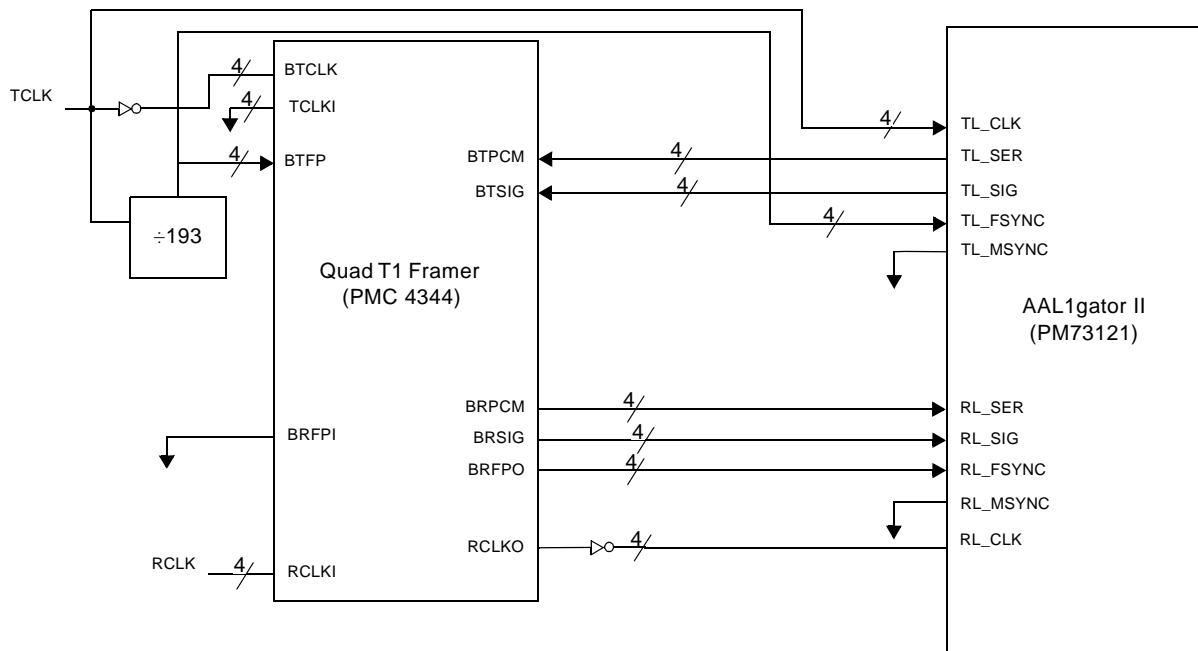 TCLK
4
BTCLK
4
TCLKI
4
BTFP
÷193
Quad T1 Framer
(PMC 4344)
BTPCM
4
BTSIG
4
4
TL_CLK
TL_SER
TL_SIG
4
TL_FSYNC
TL_MSYNC
AAL1gator II
(PM73121)
BRFPI
RCLK
4
RCLKI
BRPCM
4
RL_SER
BRSIG
4
RL_SIG
BRFPO
4
RL_FSYNC
RL_MSYNC
RCLKO
4
RL_CLK